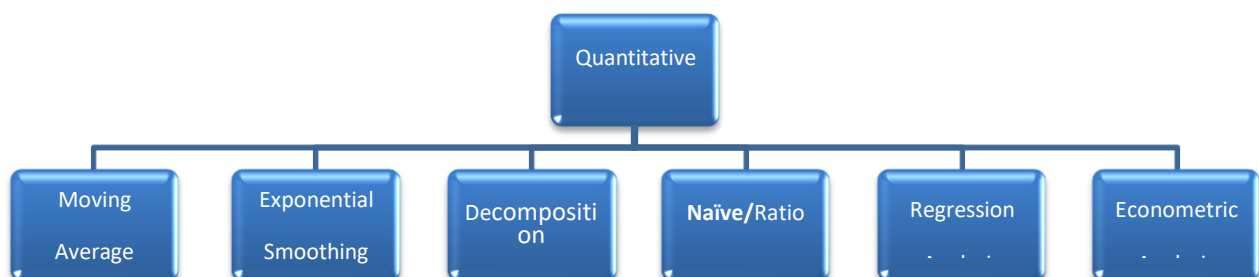 Quantitative
Moving
Average
Exponential
Smoothing
Decompositi
on
Naïve/Ratio
Regression
Econometric